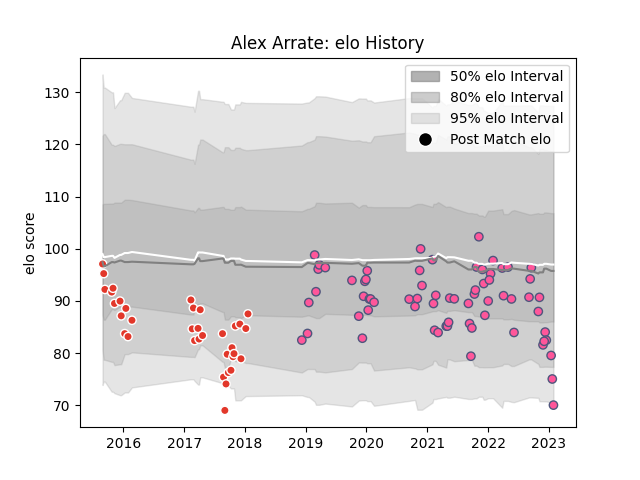 Alex Arrate: elo History
50% elo Interval
80% elo Interval
95% elo Interval
Post Match elo
elo score
130
120
110
100
90
80
70
2016 2017 2018 2019 2020 2021 2022 2023